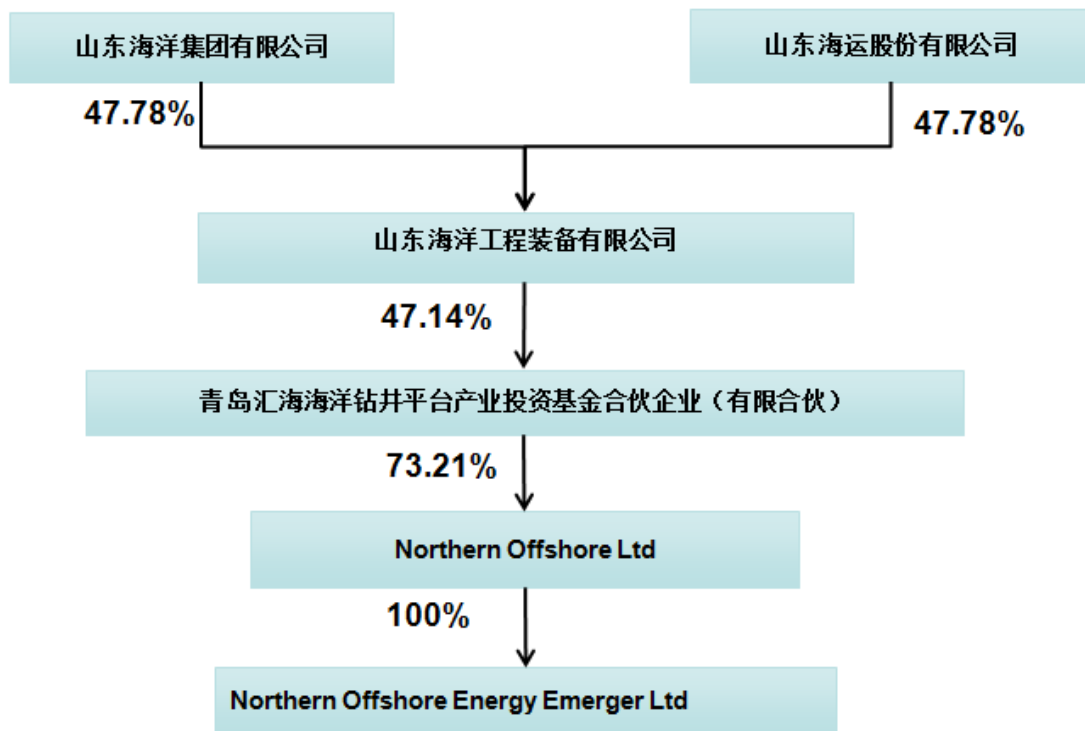 山东海洋集团有限公司
山东海运股份有限公司
47.78%
47.78%
山东海洋工程装备有限公司
47.14%
青岛汇海海洋钻井平台产业投资基金合伙企业（有限合伙）
73.21%
Northern Offshore Ltd
100%
Northern Offshore Energy Emerger Ltd